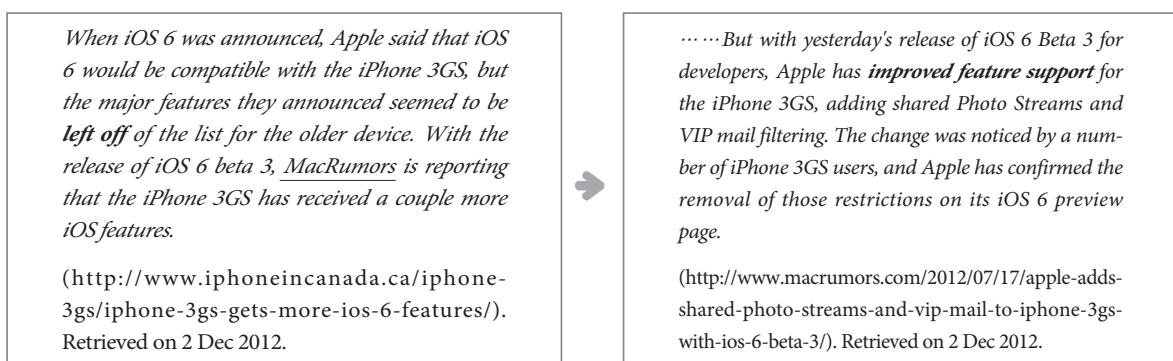 When iOS 6 was announced, Apple said that iOS
6 would be compatible with the iPhone 3GS, but
the major features they announced seemed to be
left off of the list for the older device. With the
release of iOS 6 beta 3, MacRumors is reporting
that the iPhone 3GS has received a couple more
iOS features.
(http://www.iphoneincanada.ca/iphone-
3gs/iphone-3gs-gets-more-ios-6-features/).
Retrieved on 2 Dec 2012.
⋯ ⋯But with yesterday's release of iOS 6 Beta 3 for
developers, Apple has improved feature support for
the iPhone 3GS, adding shared Photo Streams and
VIP mail filtering. The change was noticed by a num-
ber of iPhone 3GS users, and Apple has confirmed the
removal of those restrictions on its iOS 6 preview
page.
(http://www.macrumors.com/2012/07/17/apple-adds-
shared-photo-streams-and-vip-mail-to-iphone-3gs-
with-ios-6-beta-3/). Retrieved on 2 Dec 2012.